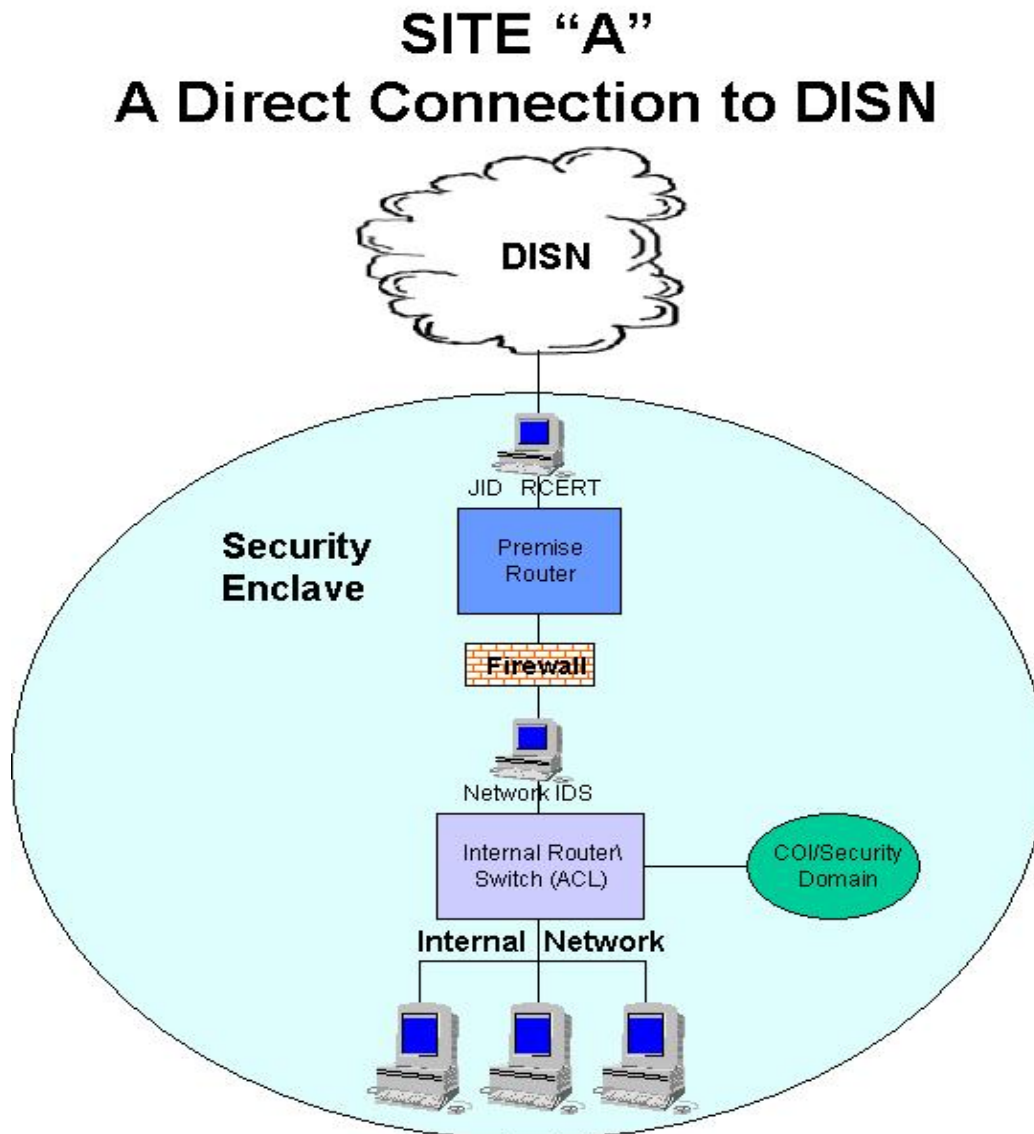 SITE “A”
A Direct Connection to DISN
DISN
JID RCERT
Security
Enclave
Premise
Router
Firewall
Network IDS
Internal Router\
Switch (ACL)
COI/Security
Domain
Internal Network